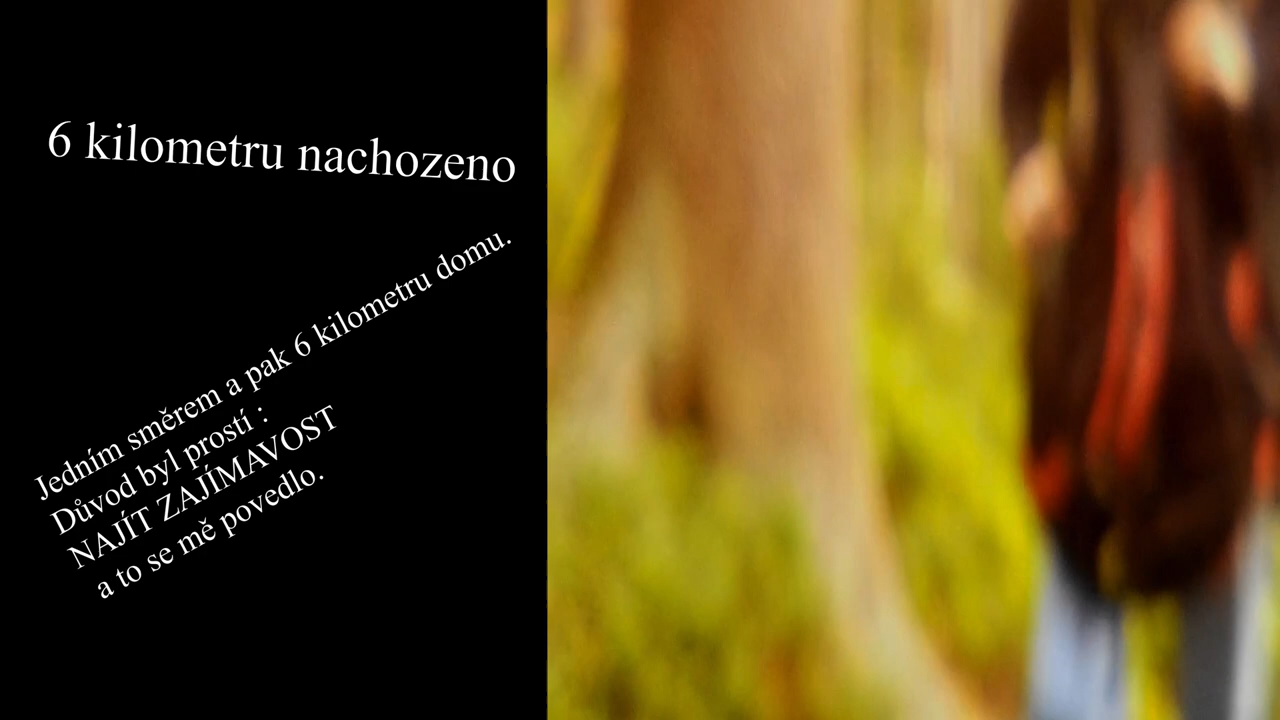 6 kilometru nachozeno
Jedním směrem a pak 6 kilometru domu.
Důvod byl prostí :
NAJÍT ZAJÍMAVOST
a to se mě povedlo.